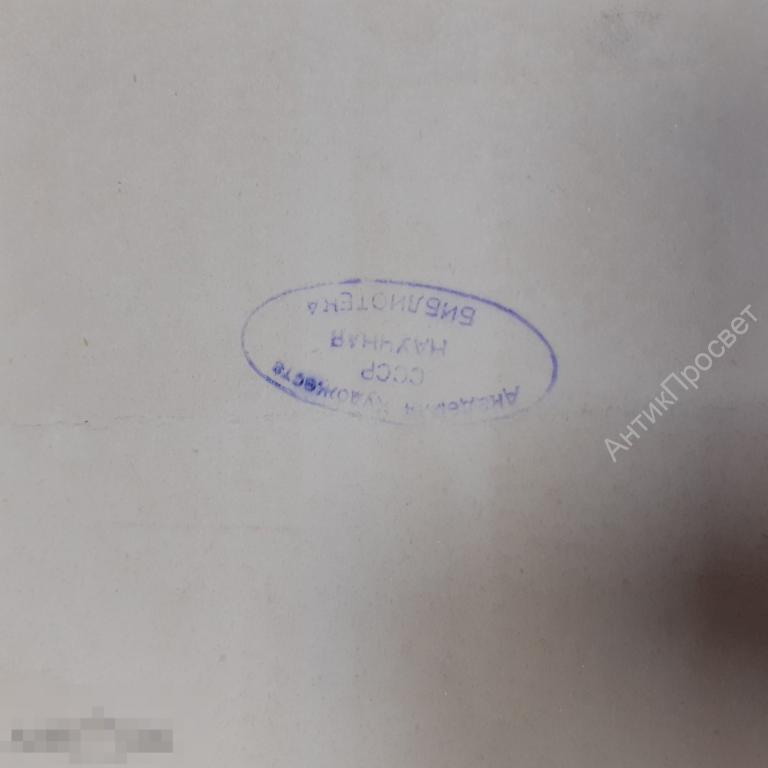 Академия Художеств
СССР
НАУЧНАЯ
БИБЛИОТЕКА
АнтикПросвет